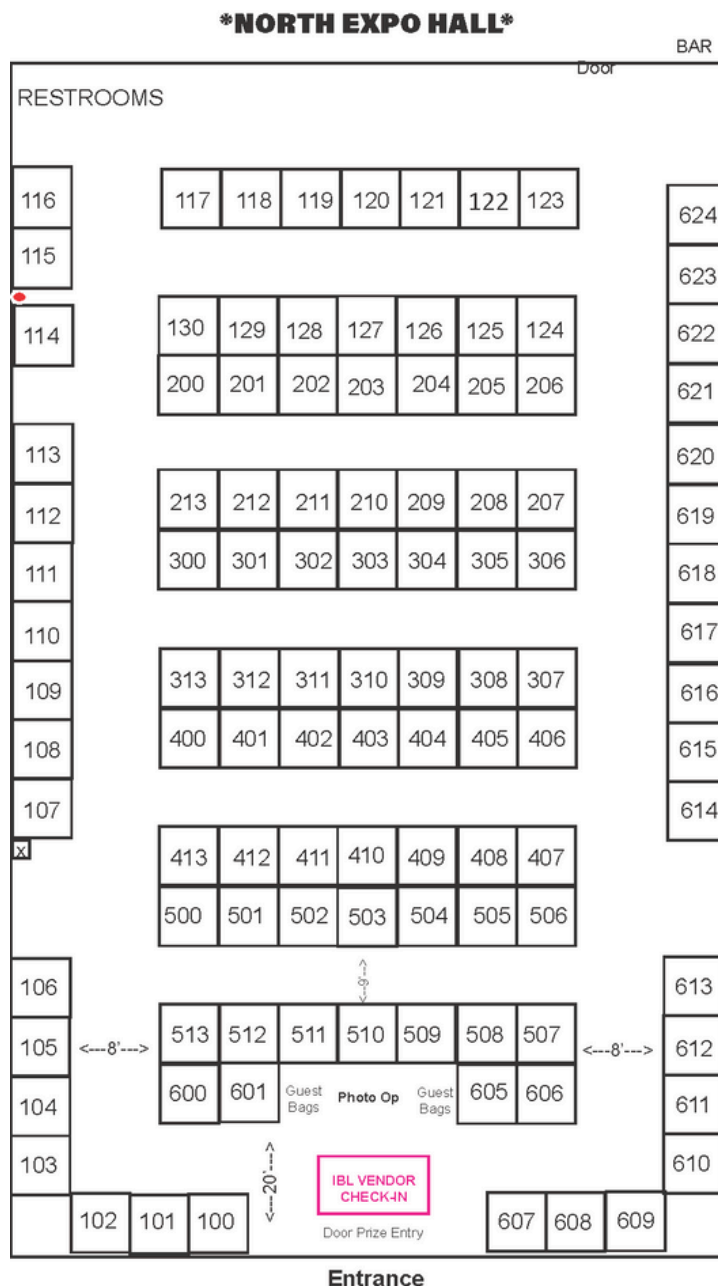 *NORTH EXPO HALL*
BAR
Door
RESTROOMS
116 117 118 119 120 121 122 123 624
115 623
114 130 129 128 127 126 125 124 622
200 201 202 203 204 205 206 621
113 620
112 213 212 211 210 209 208 207 619
111 300 301 302 303 304 305 306 618
110 617
109 313 312 311 310 309 308 307 616
108 400 401 402 403 404 405 406 615
107 614
X
413 412 411 410 409 408 407
500 501 502 503 504 505 506
106 <--9'--> 613
105 <---8'---> 513 512 511 510 509 508 507 <---8'---> 612
104 600 601 Guest Bags Photo Op Guest Bags 605 606 611
103 <---20'---> IBL VENDOR CHECK-IN 610
102 101 100 Door Prize Entry 607 608 609
Entrance